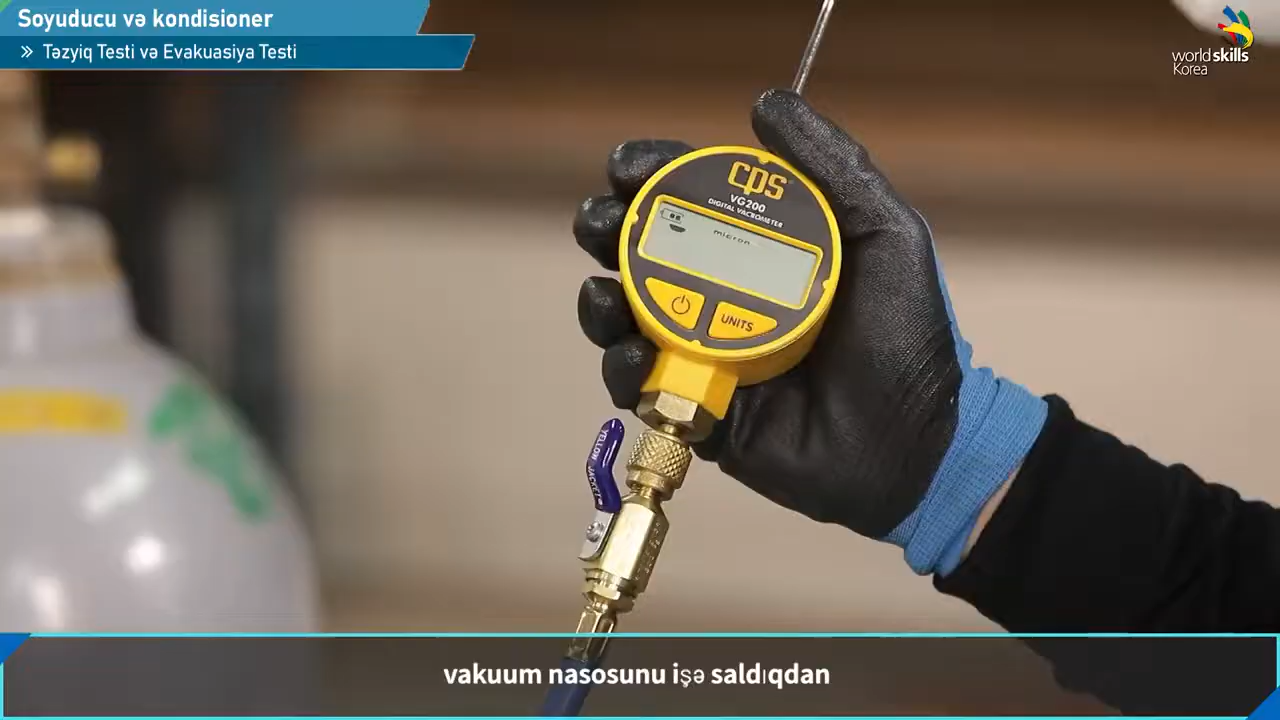 Soyuducu və kondisioner
» Təzyiq Testi və Evakuasiya Testi
worldskills
Korea
cps
VG200
DIGITAL VACROMETER
micron
UNITS
YELLOW JACKET
vakuum nasosunu işə saldıqdan